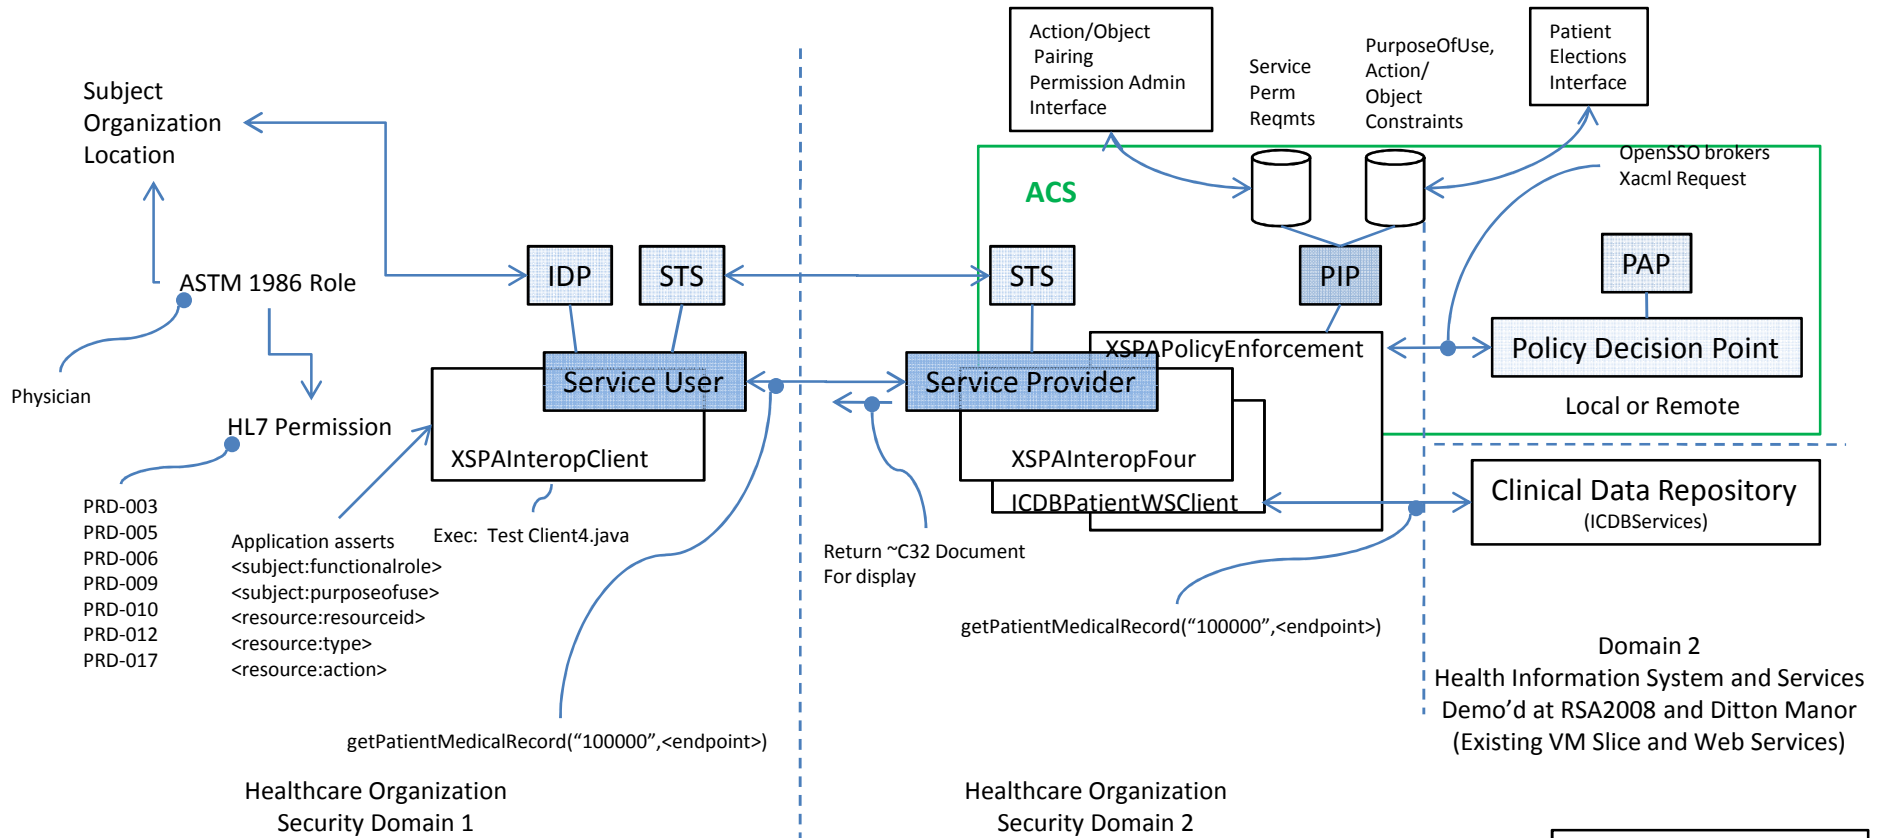 Subject
Organization
Location
ASTM 1986 Role
Physician
HL7 Permission
PRD-003
PRD-005
PRD-006
PRD-009
PRD-010
PRD-012
PRD-017
Application asserts
<subject:functionalrole>
<subject:purposeofuse>
<resource:resourceid>
<resource:type>
<resource:action>
IDP
STS
Service User
XSPAInteropClient
Exec:  Test Client4.java
getPatientMedicalRecord(“100000”,<endpoint>)
Healthcare Organization
Security Domain 1
Action/Object
Pairing
Permission Admin
Interface
Service
Perm
Reqmts
PurposeOfUse,
Action/
Object
Constraints
Patient
Elections
Interface
ACS
OpenSSO brokers
Xacml Request
STS
PIP
PAP
XSPAPolicyEnforcement
Service Provider
Policy Decision Point
Local or Remote
XSPAInteropFour
ICDBPatientWSClient
Clinical Data Repository
(ICDBServices)
Return ~C32 Document
For display
getPatientMedicalRecord(“100000”,<endpoint>)
Domain 2
Health Information System and Services
Demo’d at RSA2008 and Ditton Manor
(Existing VM Slice and Web Services)
Healthcare Organization
Security Domain 2